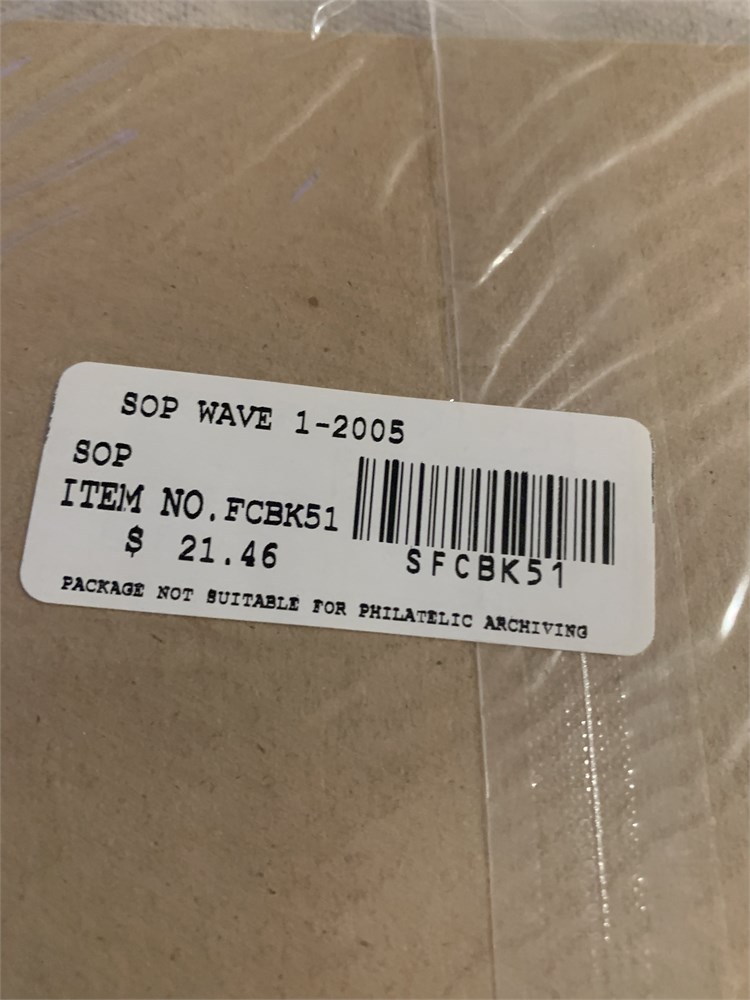 SOP WAVE 1-2005
SOP
ITEM NO.FCBK51
$ 21.46
SFCBK51
PACKAGE NOT SUITABLE FOR PHILATELIC ARCHIVING